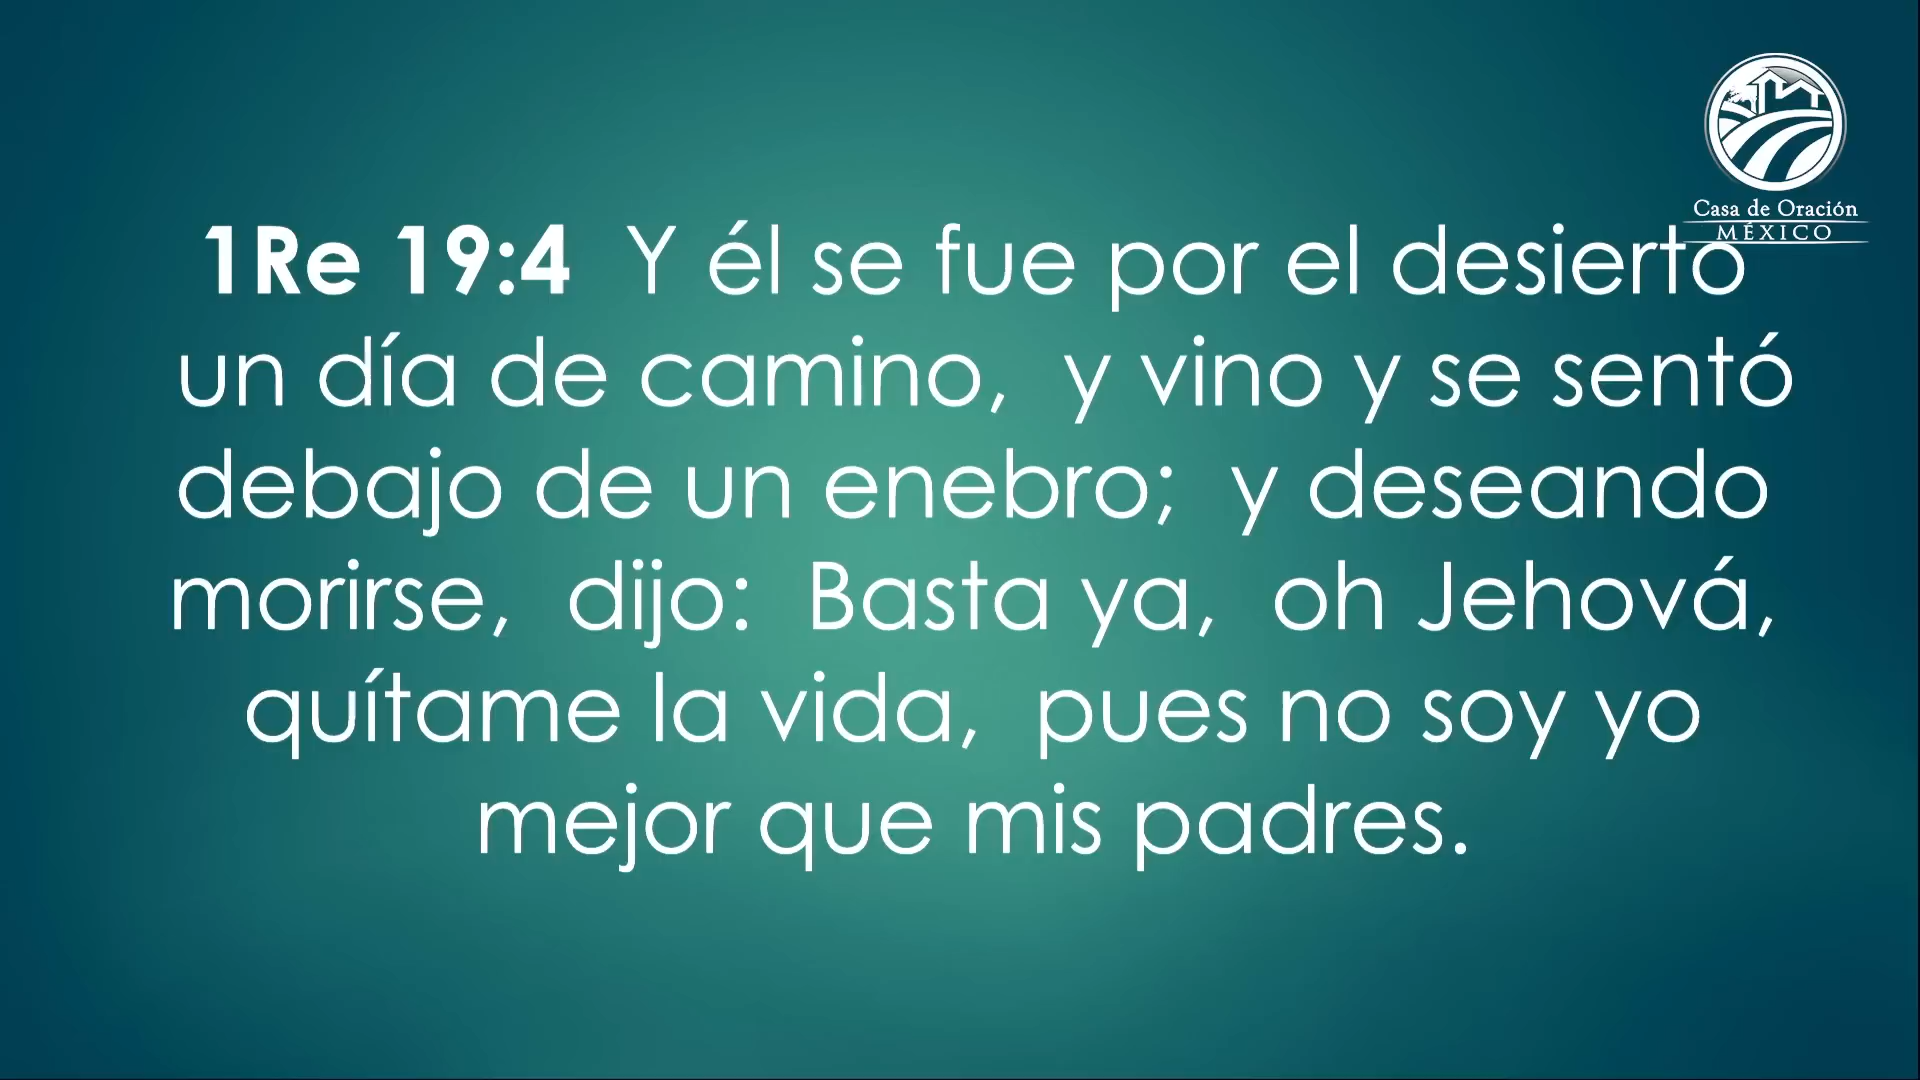 Casa de Oración
MÉXICO
1Re 19:4 Y él se fue por el desierto
un día de camino, y vino y se sentó
debajo de un enebro; y deseando
morirse, dijo: Basta ya, oh Jehová,
quítame la vida, pues no soy yo
mejor que mis padres.